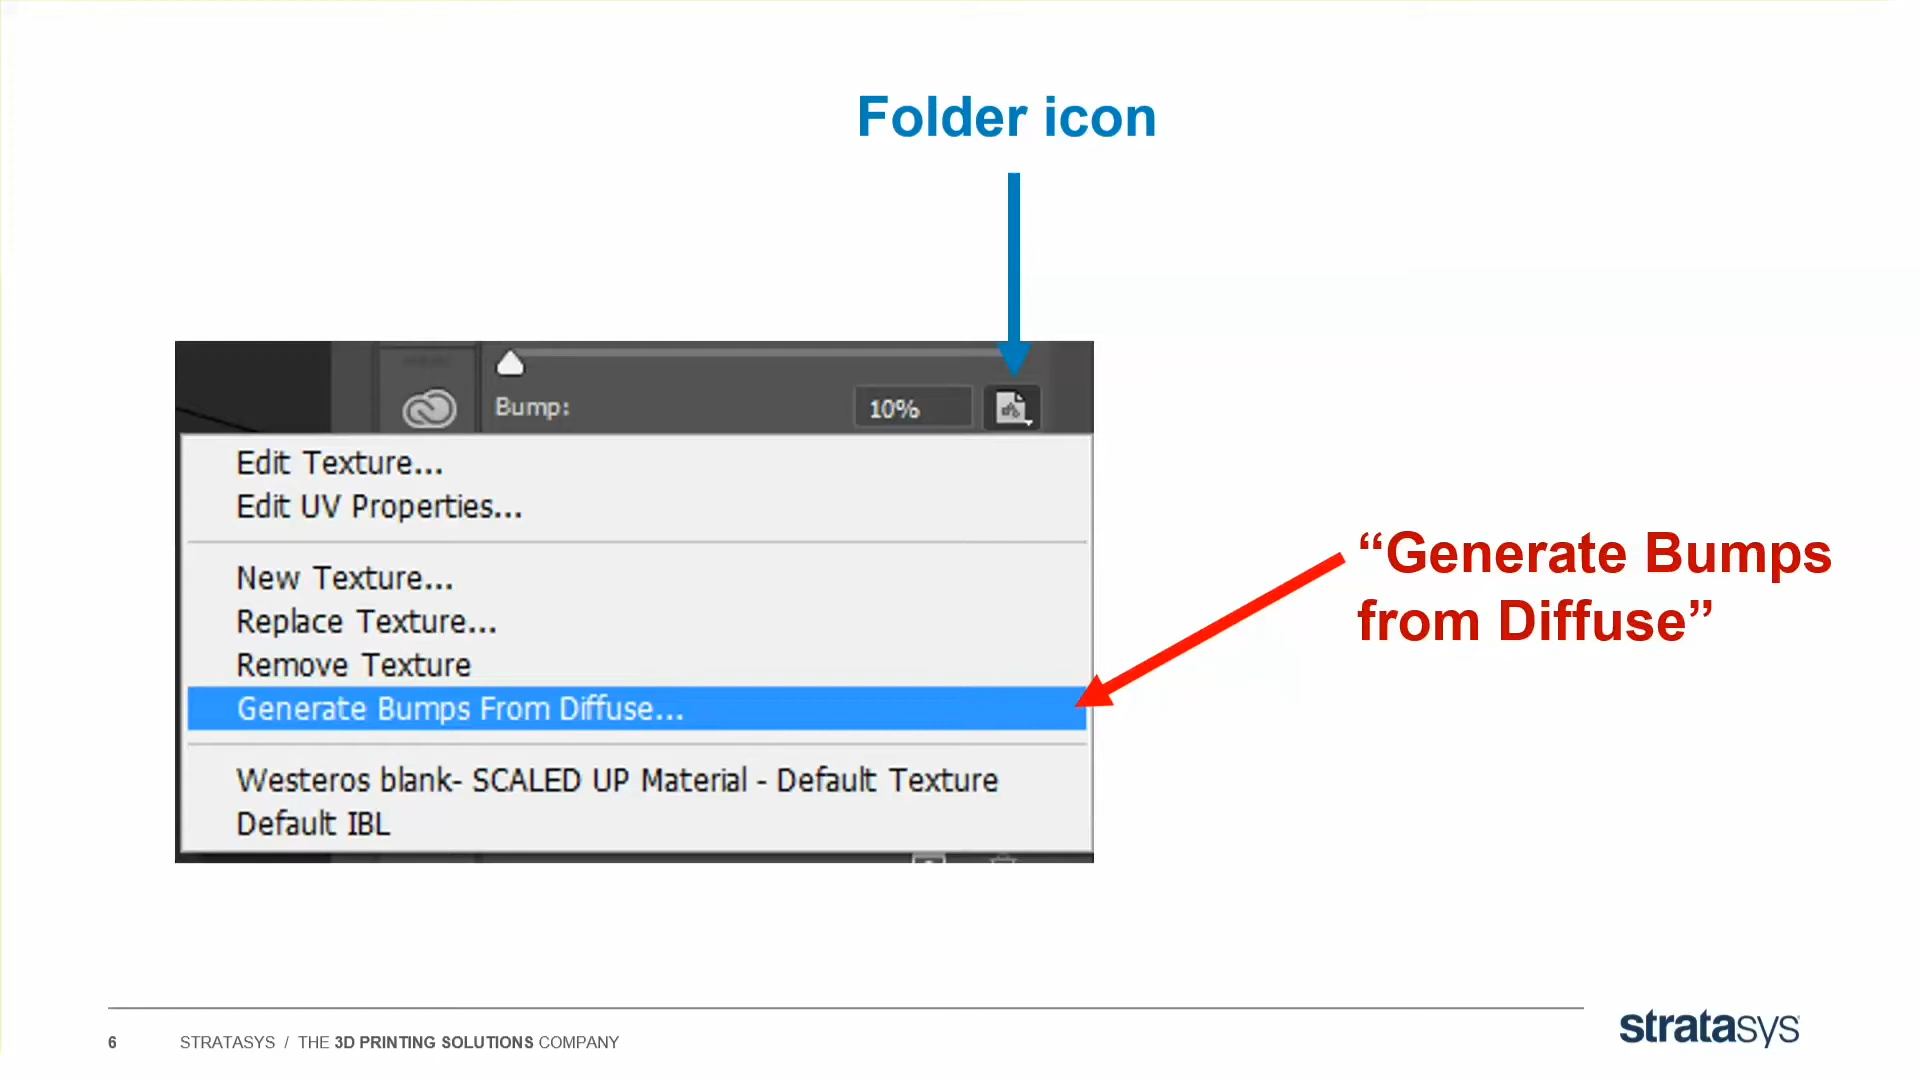 Folder icon
Bump:
10%
Edit Texture...
Edit UV Properties...
New Texture...
Replace Texture...
Remove Texture
Generate Bumps From Diffuse...
Westeros blank- SCALED UP Material - Default Texture
Default IBL
“Generate Bumps
from Diffuse”
6 STRATASYS / THE 3D PRINTING SOLUTIONS COMPANY
stratasys